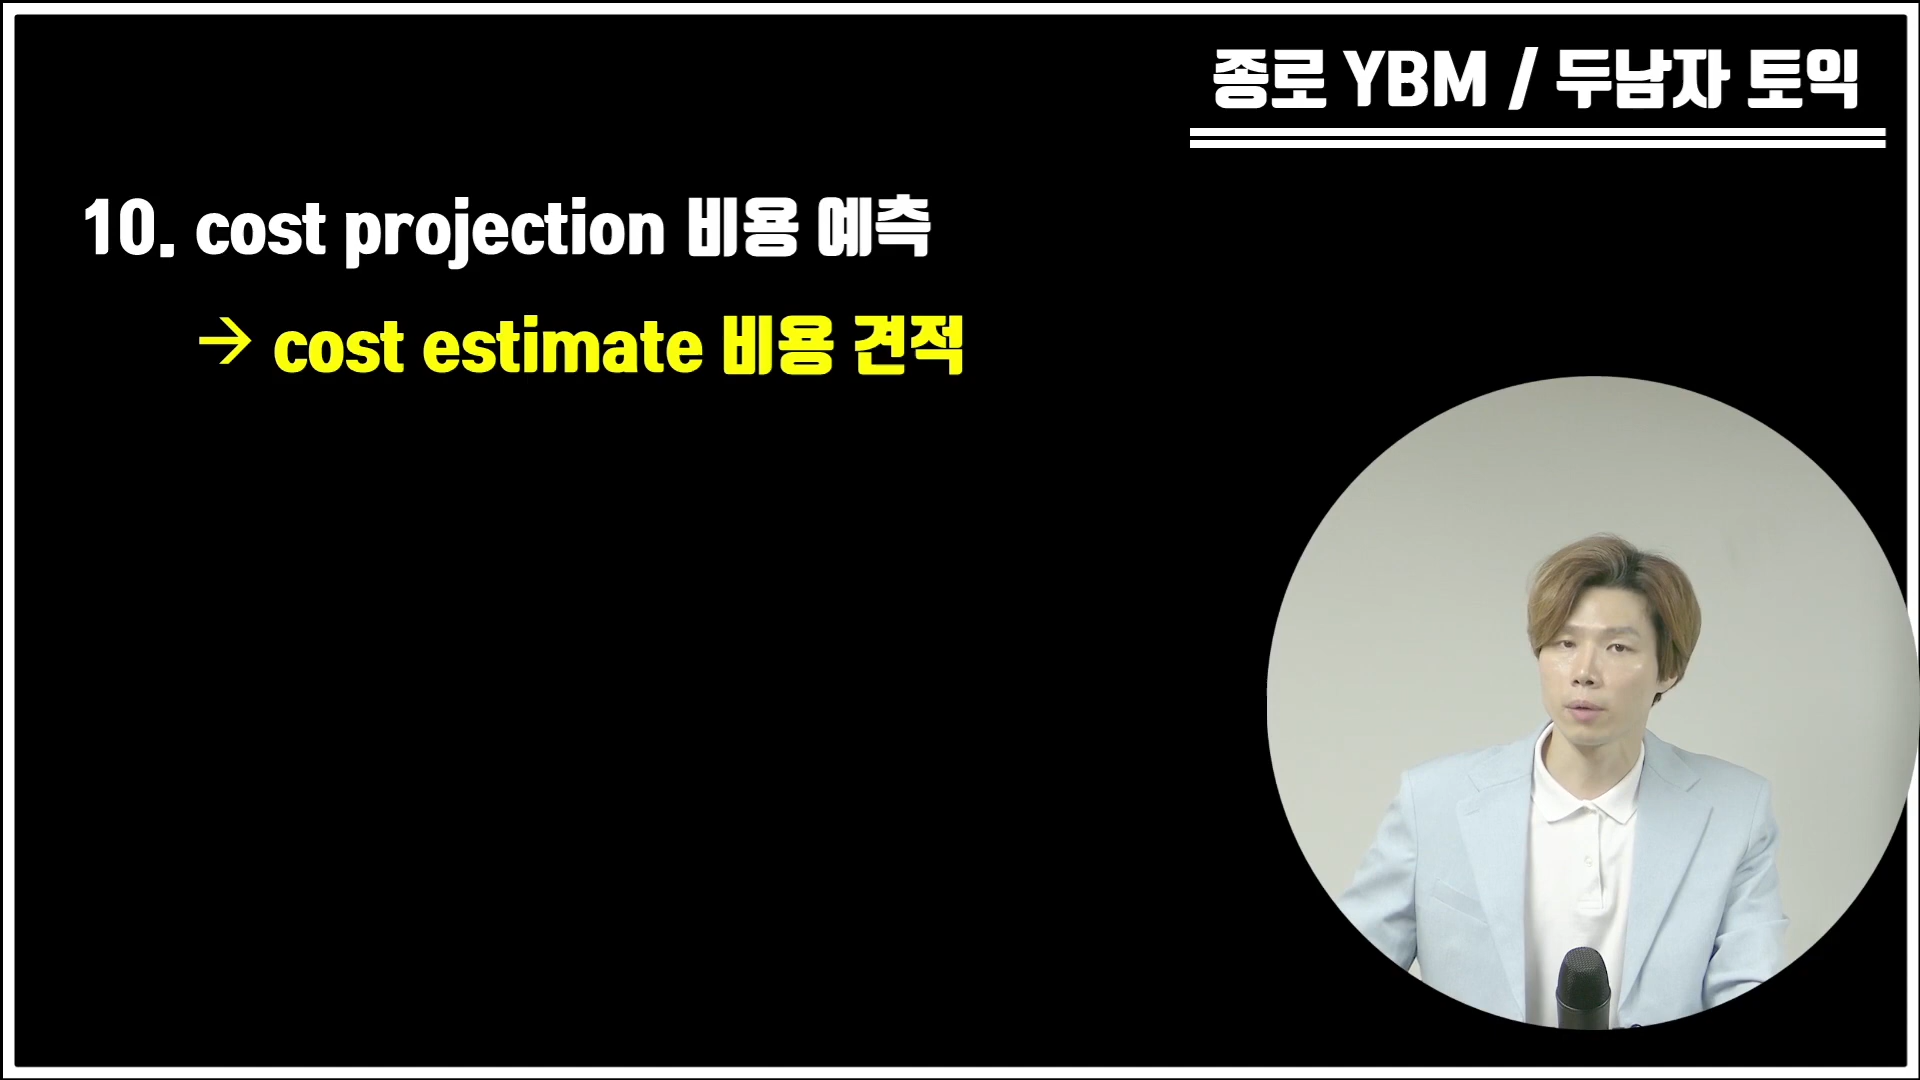 종로 YBM / 두남자 토익
10. cost projection 비용 예측
→ cost estimate 비용 견적